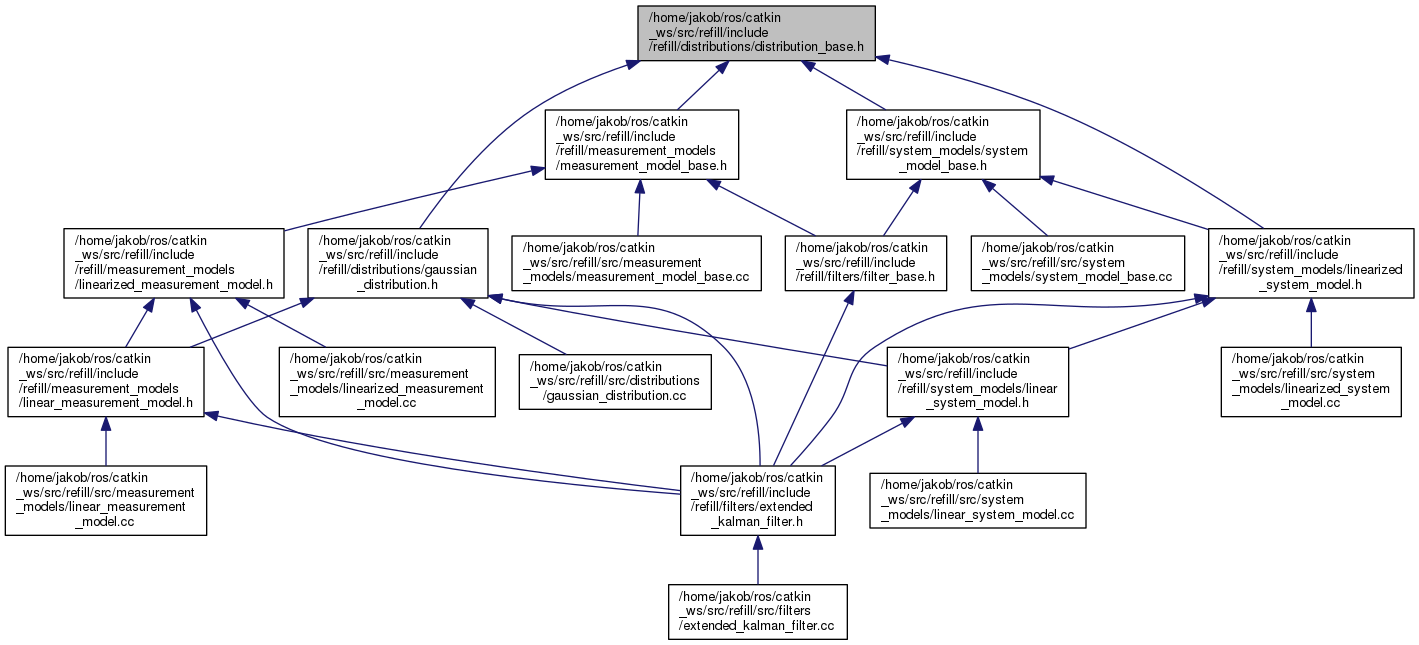 /home/jakob/ros/catkin
_ws/src/refill/include
/refill/distributions/distribution_base.h
/home/jakob/ros/catkin
_ws/src/refill/include
/refill/measurement_models
/measurement_model_base.h
/home/jakob/ros/catkin
_ws/src/refill/include
/refill/system_models/system
_model_base.h
/home/jakob/ros/catkin
_ws/src/refill/include
/refill/measurement_models
/linearized_measurement_model.h
/home/jakob/ros/catkin
_ws/src/refill/include
/refill/distributions/gaussian
_distribution.h
/home/jakob/ros/catkin
_ws/src/refill/src/measurement
_models/measurement_model_base.cc
/home/jakob/ros/catkin
_ws/src/refill/include
/refill/filters/filter_base.h
/home/jakob/ros/catkin
_ws/src/refill/src/system
_models/system_model_base.cc
/home/jakob/ros/catkin
_ws/src/refill/include
/refill/system_models/linearized
_system_model.h
/home/jakob/ros/catkin
_ws/src/refill/include
/refill/measurement_models
/linear_measurement_model.h
/home/jakob/ros/catkin
_ws/src/refill/src/measurement
_models/linearized_measurement
_model.cc
/home/jakob/ros/catkin
_ws/src/refill/src/distributions
/gaussian_distribution.cc
/home/jakob/ros/catkin
_ws/src/refill/include
/refill/system_models/linear
_system_model.h
/home/jakob/ros/catkin
_ws/src/refill/src/system
_models/linearized_system
_model.cc
/home/jakob/ros/catkin
_ws/src/refill/src/measurement
_models/linear_measurement
_model.cc
/home/jakob/ros/catkin
_ws/src/refill/include
/refill/filters/extended
_kalman_filter.h
/home/jakob/ros/catkin
_ws/src/refill/src/system
_models/linear_system_model.cc
/home/jakob/ros/catkin
_ws/src/refill/src/filters
/extended_kalman_filter.cc